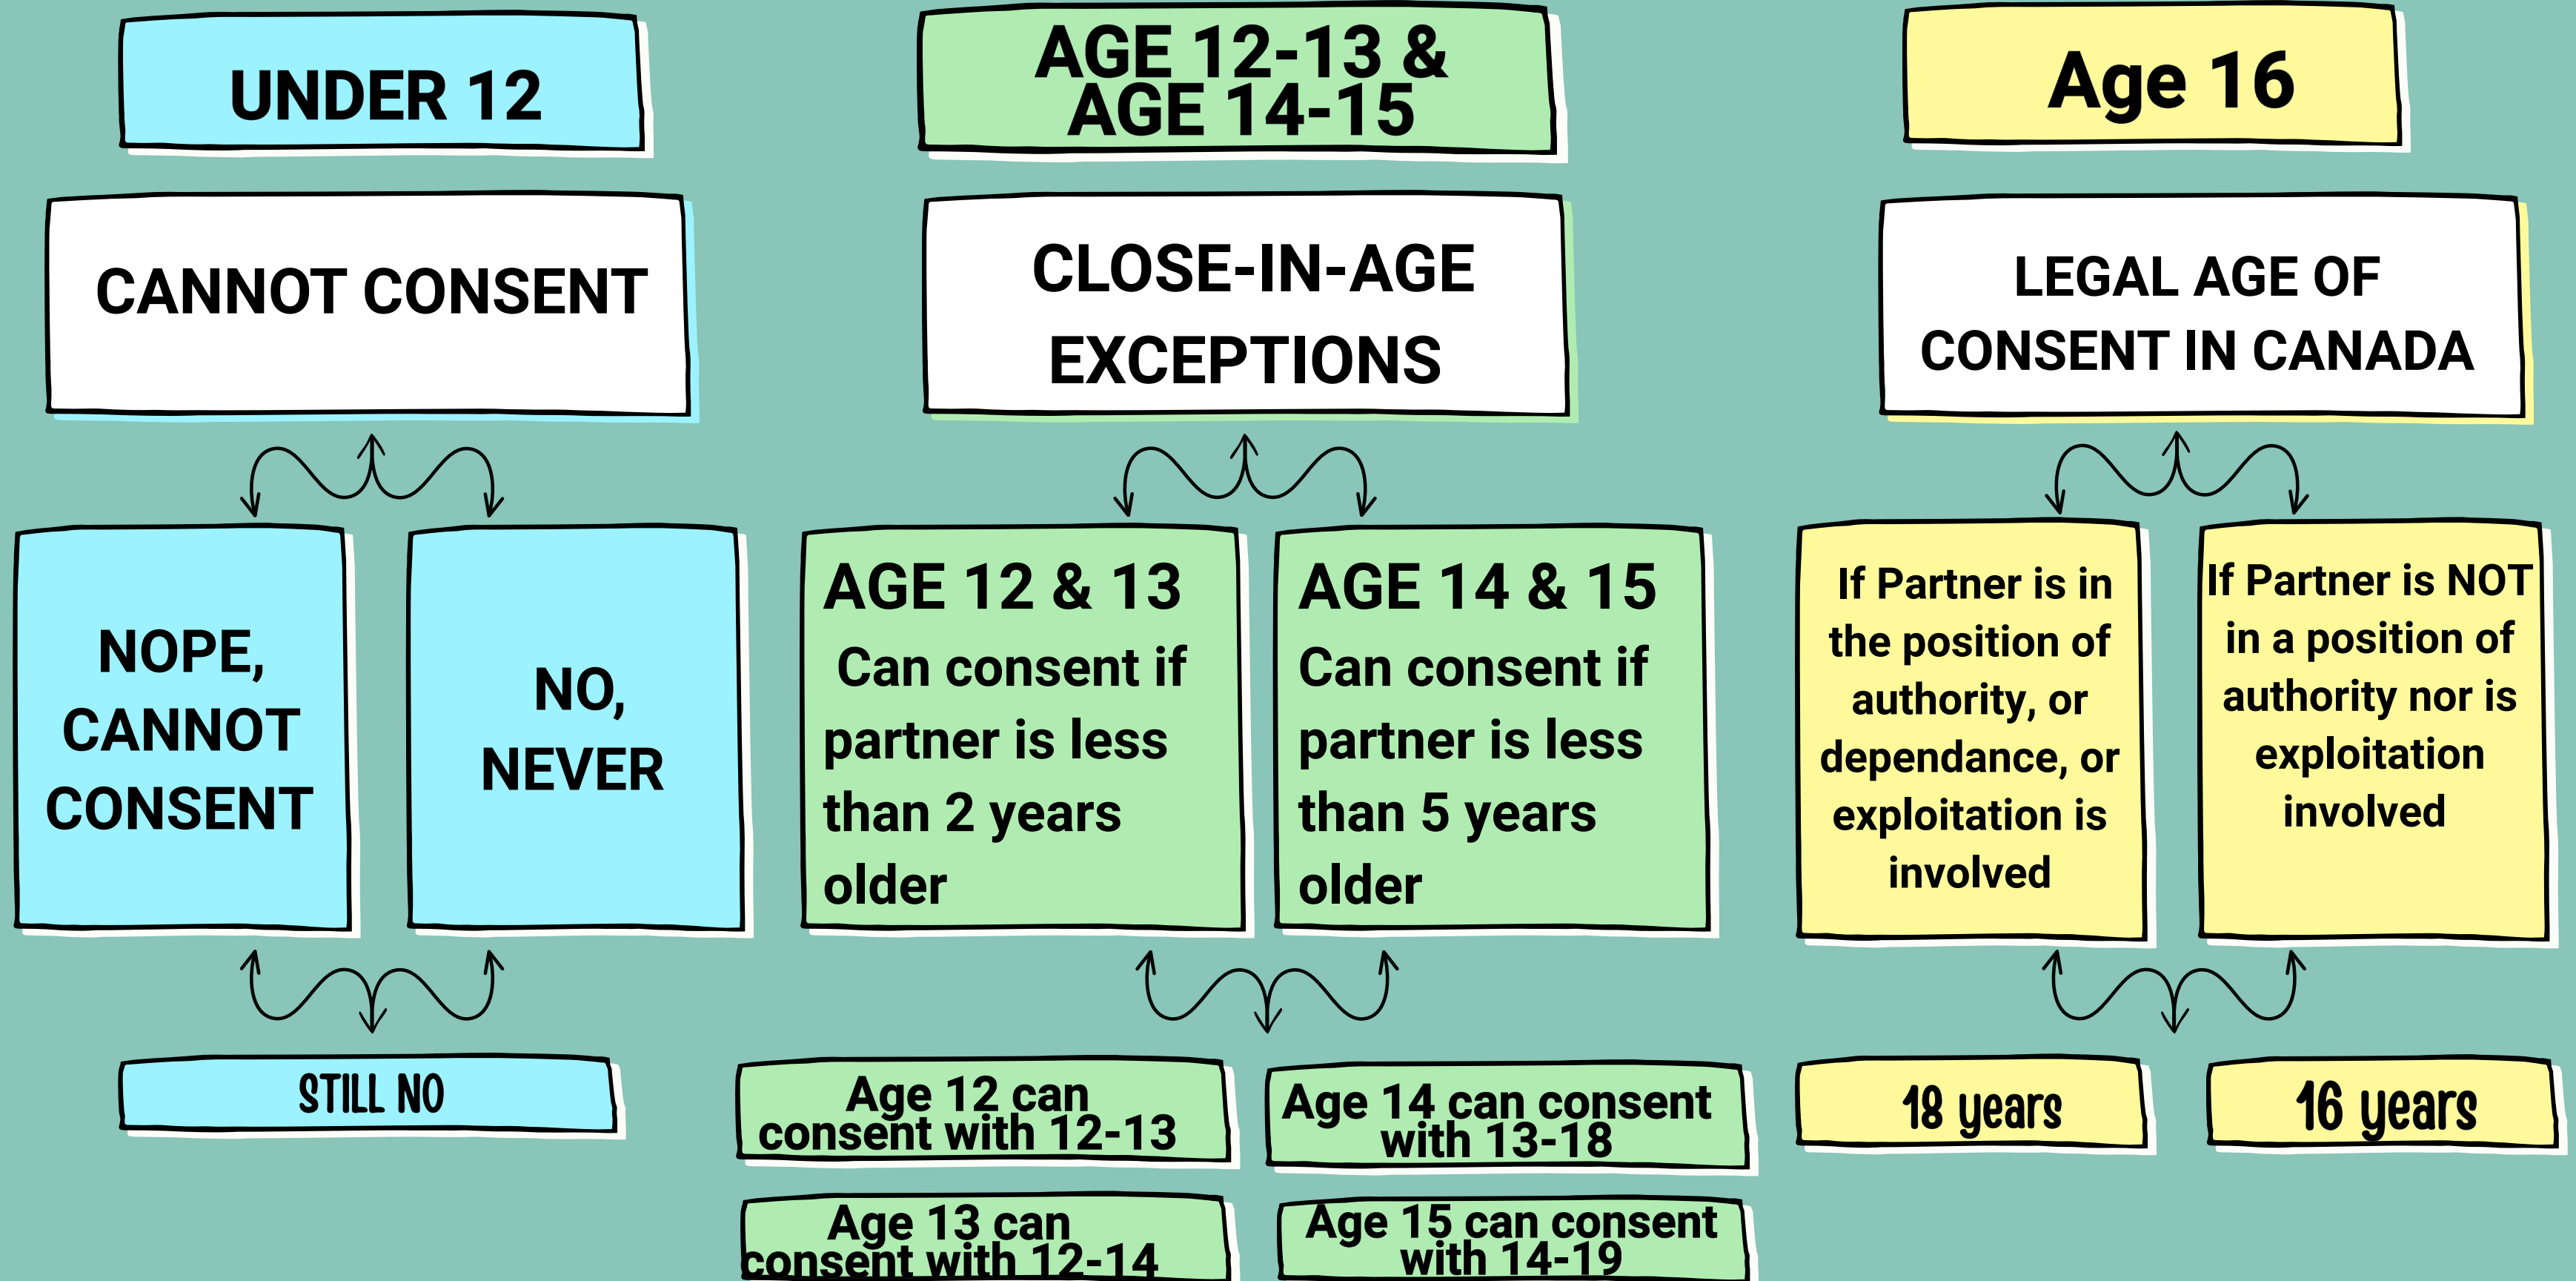 UNDER 12
CANNOT CONSENT
NOPE,
CANNOT
CONSENT
NO,
NEVER
STILL NO
AGE 12-13 &
AGE 14-15
CLOSE-IN-AGE
EXCEPTIONS
AGE 12 & 13
Can consent if
partner is less
than 2 years
older
AGE 14 & 15
Can consent if
partner is less
than 5 years
older
Age 12 can
consent with 12-13
Age 13 can
consent with 12-14
Age 14 can consent
with 13-18
Age 15 can consent
with 14-19
Age 16
LEGAL AGE OF
CONSENT IN CANADA
If Partner is in
the position of
authority, or
dependance, or
exploitation is
involved
If Partner is NOT
in a position of
authority nor is
exploitation
involved
18 years
16 years